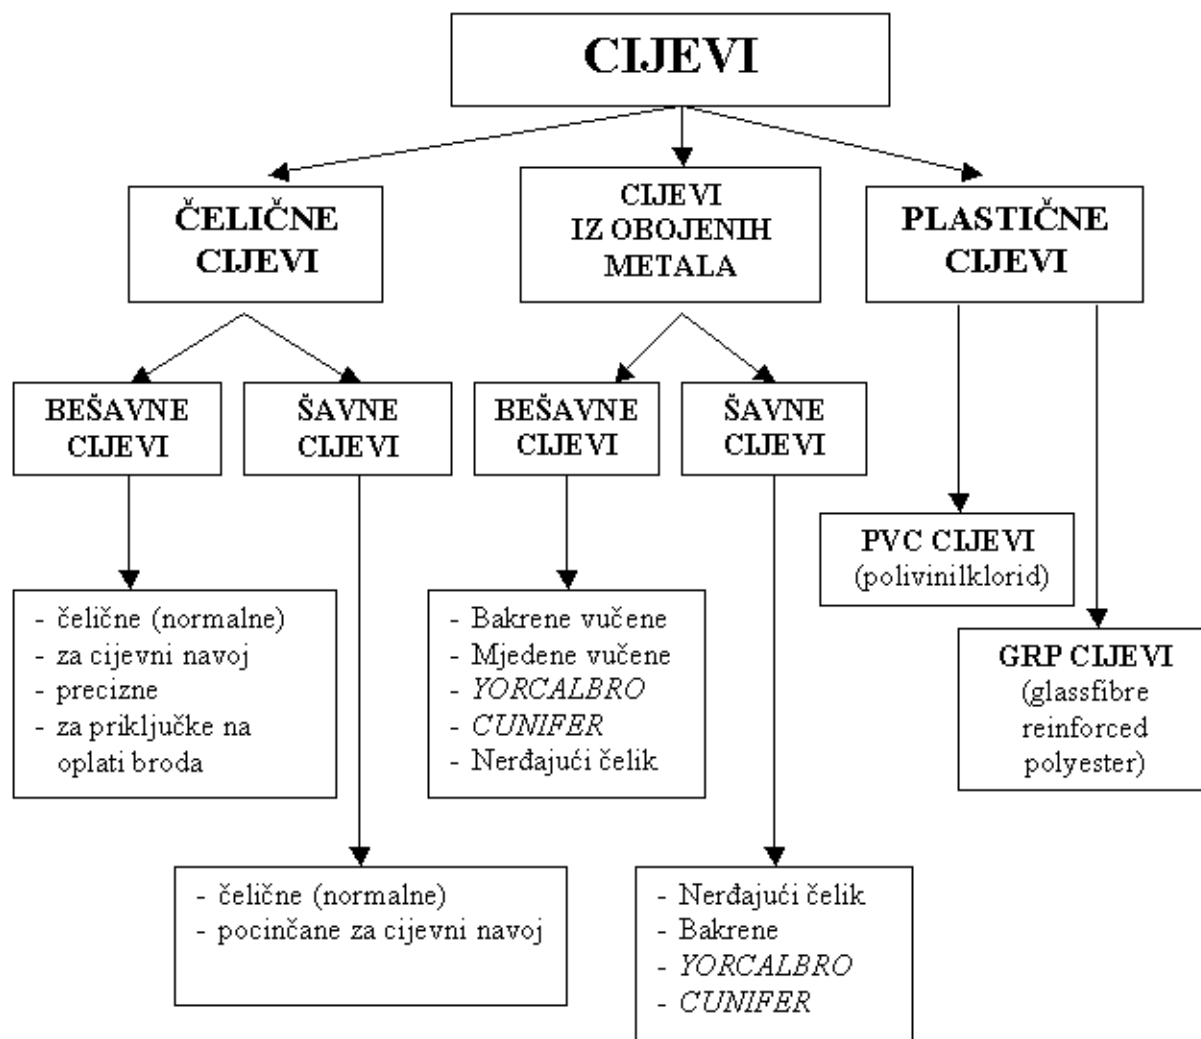 CIJEVI
ČELIČNE
CIJEVI
CIJEVI
IZ OBOJENIH
METALA
PLASTIČNE
CIJEVI
BEŠAVNE
CIJEVI
ŠAVNE
CIJEVI
BEŠAVNE
CIJEVI
ŠAVNE
CIJEVI
PVC CIJEVI
(polivinilklorid)
- čelične (normalne)
- za cijevni navoj
- precizne
- za priključke na
oplati broda
- Bakrene vučene
- Mjedene vučene
- YORCALBRO
- CUNIFER
- Nerđajući čelik
GRP CIJEVI
(glassfibre
reinforced
polyester)
- čelične (normalne)
- pocinčane za cijevni navoj
- Nerđajući čelik
- Bakrene
- YORCALBRO
- CUNIFER